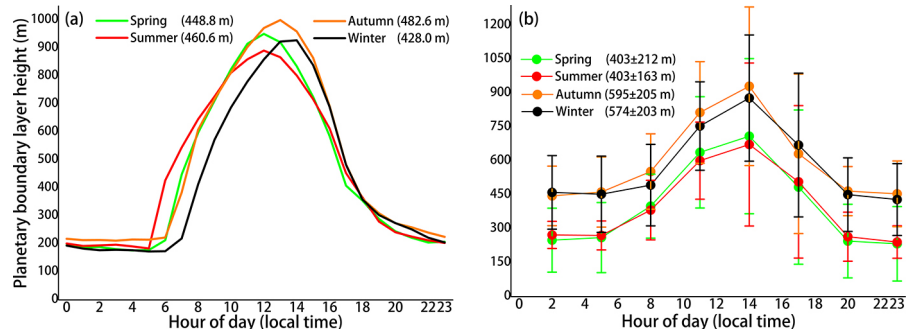 (a)
Spring (448.8 m)
Autumn (482.6 m)
Summer (460.6 m)
Winter (428.0 m)
Planetary boundary layer height (m)
1000
900
800
700
600
500
400
300
200
100
0
0 2 4 6 8 10 12 14 16 18 20 2223
Hour of day (local time)
(b)
Spring (403±212 m)
Summer (403±163 m)
Autumn (595±205 m)
Winter (574±203 m)
1200
1050
900
750
600
450
300
150
0
0 2 4 6 8 10 12 14 16 18 20 2223
Hour of day (local time)